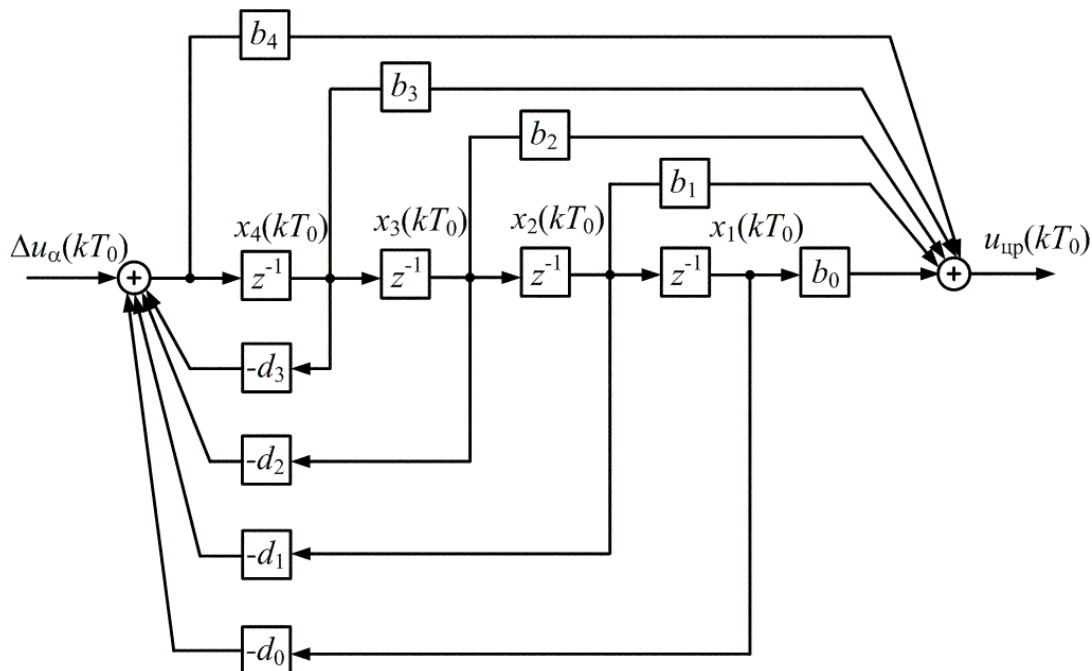 b₄
b₃
b₂
b₁
Δuα(kT₀)
x₄(kT₀)
x₃(kT₀)
x₂(kT₀)
x₁(kT₀)
uцр(kT₀)
+
z⁻¹
z⁻¹
z⁻¹
z⁻¹
b₀
+
-d₃
-d₂
-d₁
-d₀